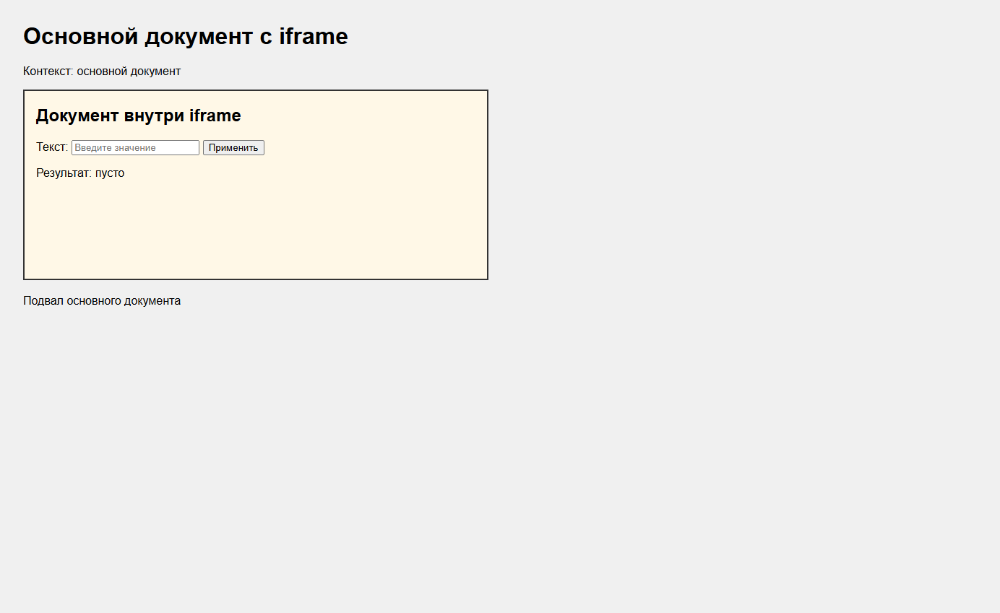 Основной документ с iframe
Контекст: основной документ
Документ внутри iframe
Текст: Введите значение Применить
Результат: пусто
Подвал основного документа